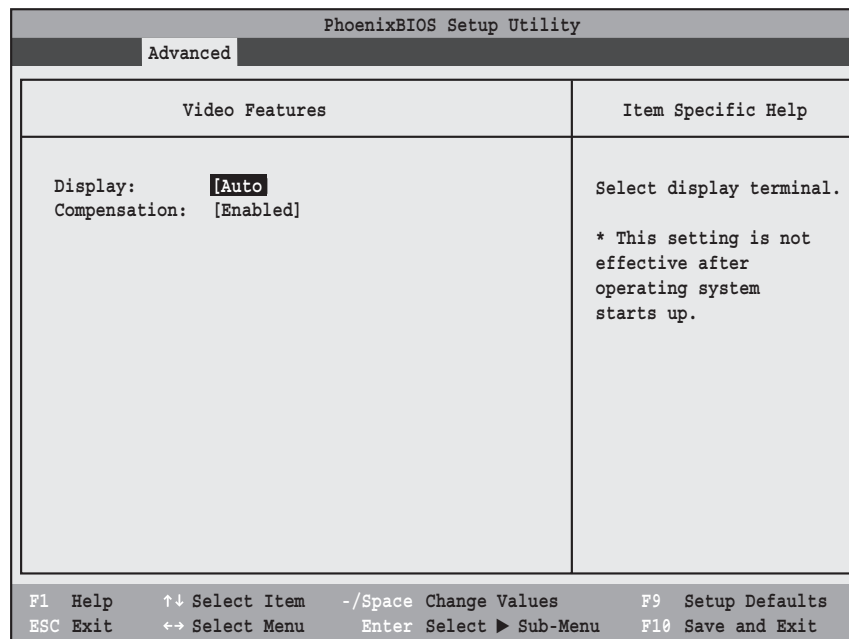 PhoenixBIOS Setup Utility
Advanced
Video Features
Item Specific Help
Display: [Auto
Compensation: [Enabled]
Select display terminal.
* This setting is not
effective after
operating system
starts up.
F1 Help ↑↓ Select Item -/Space Change Values F9 Setup Defaults
ESC Exit ←→ Select Menu Enter Select ▶ Sub-Menu F10 Save and Exit